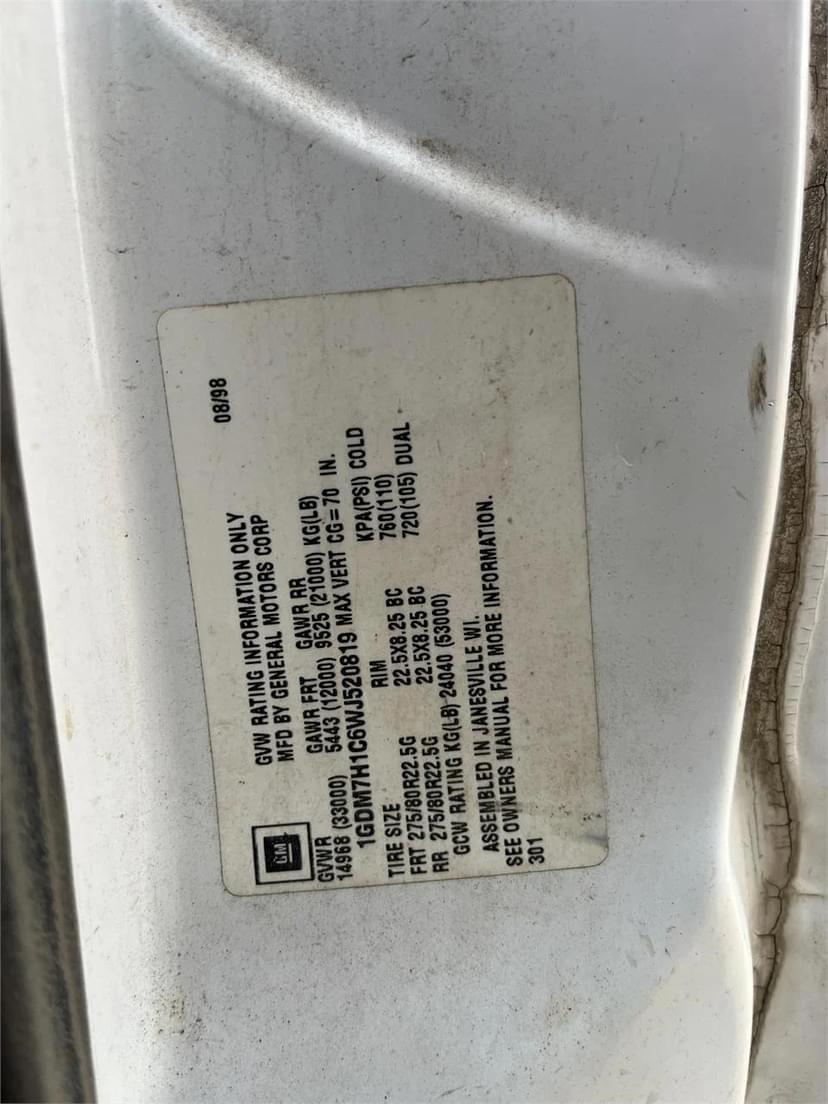 GM
GVW RATING INFORMATION ONLY 08/98
MFD BY GENERAL MOTORS CORP
GVWR GAWR FRT GAWR RR
14968 (33000) 5443 (12000) 9525 (21000) KG(LB)
1GDM7H1C6WJ520819 MAX VERT CG=70 IN.
TIRE SIZE RIM KPA(PSI) COLD
FRT 275/80R22.5G 22.5X8.25 BC 760(110)
RR 275/80R22.5G 22.5X8.25 BC 720(105) DUAL
GCW RATING KG(LB) 24040 (53000)
ASSEMBLED IN JANESVILLE WI.
SEE OWNERS MANUAL FOR MORE INFORMATION.
301